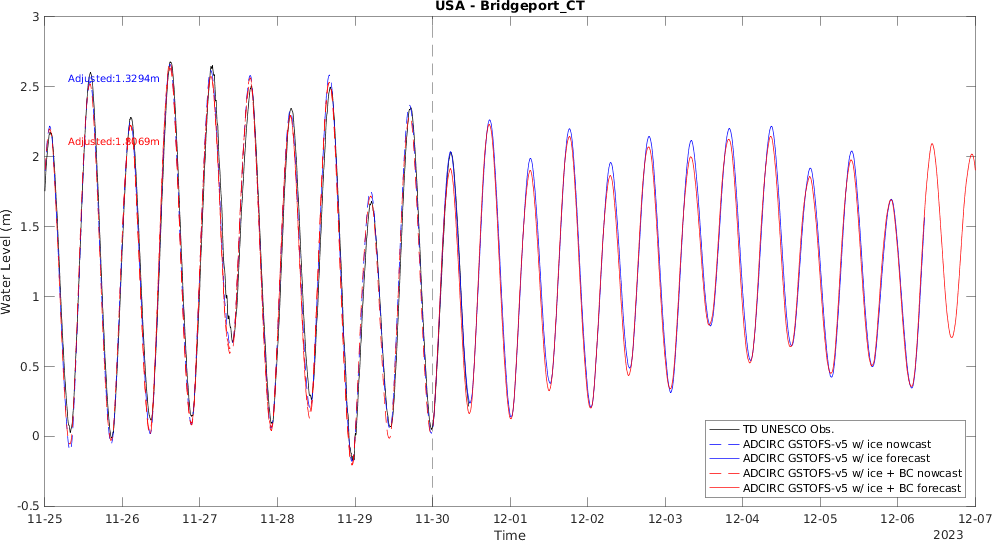 USA - Bridgeport_CT
3
2.5
2
1.5
1
0.5
0
-0.5
Water Level (m)
Adjusted:1.3294m
Adjusted:1.8069m
TD UNESCO Obs.
ADCIRC GSTOFS-v5 w/ ice nowcast
ADCIRC GSTOFS-v5 w/ ice forecast
ADCIRC GSTOFS-v5 w/ ice + BC nowcast
ADCIRC GSTOFS-v5 w/ ice + BC forecast
11-25 11-26 11-27 11-28 11-29 11-30 12-01 12-02 12-03 12-04 12-05 12-06 12-07
Time
2023